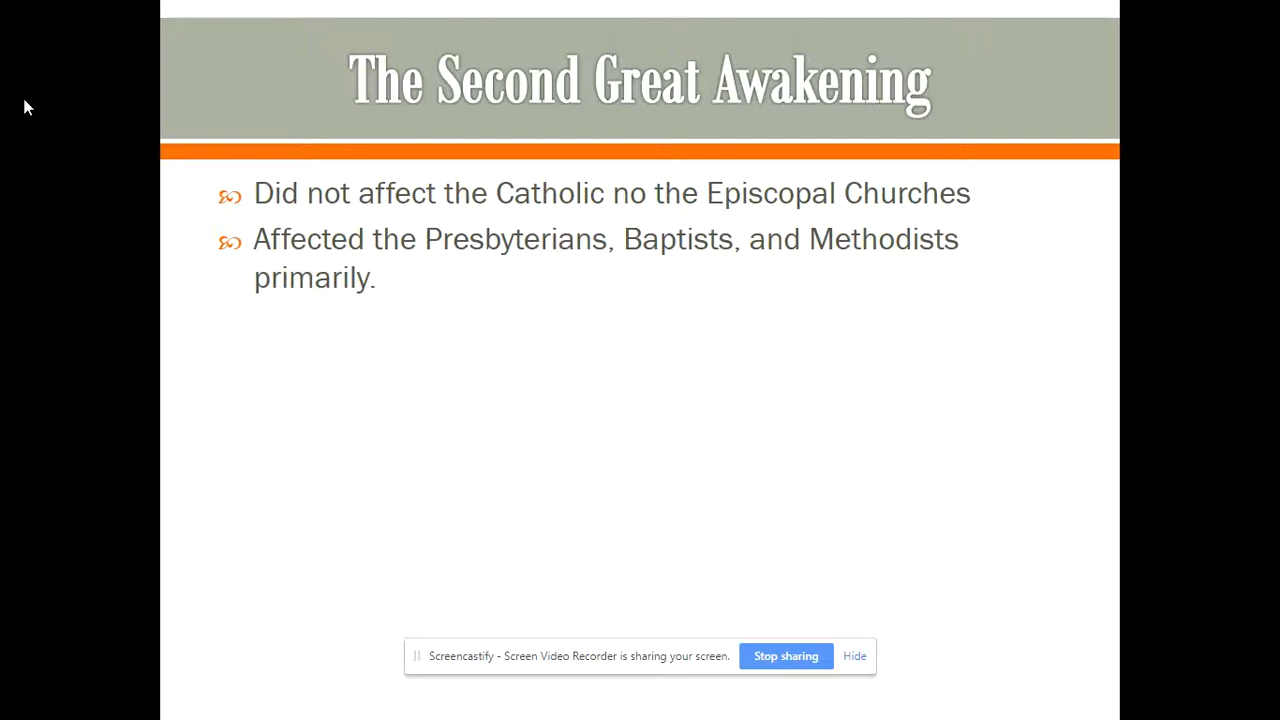 The Second Great Awakening
Did not affect the Catholic no the Episcopal Churches
Affected the Presbyterians, Baptists, and Methodists
primarily.
Screencastify - Screen Video Recorder is sharing your screen. Stop sharing Hide